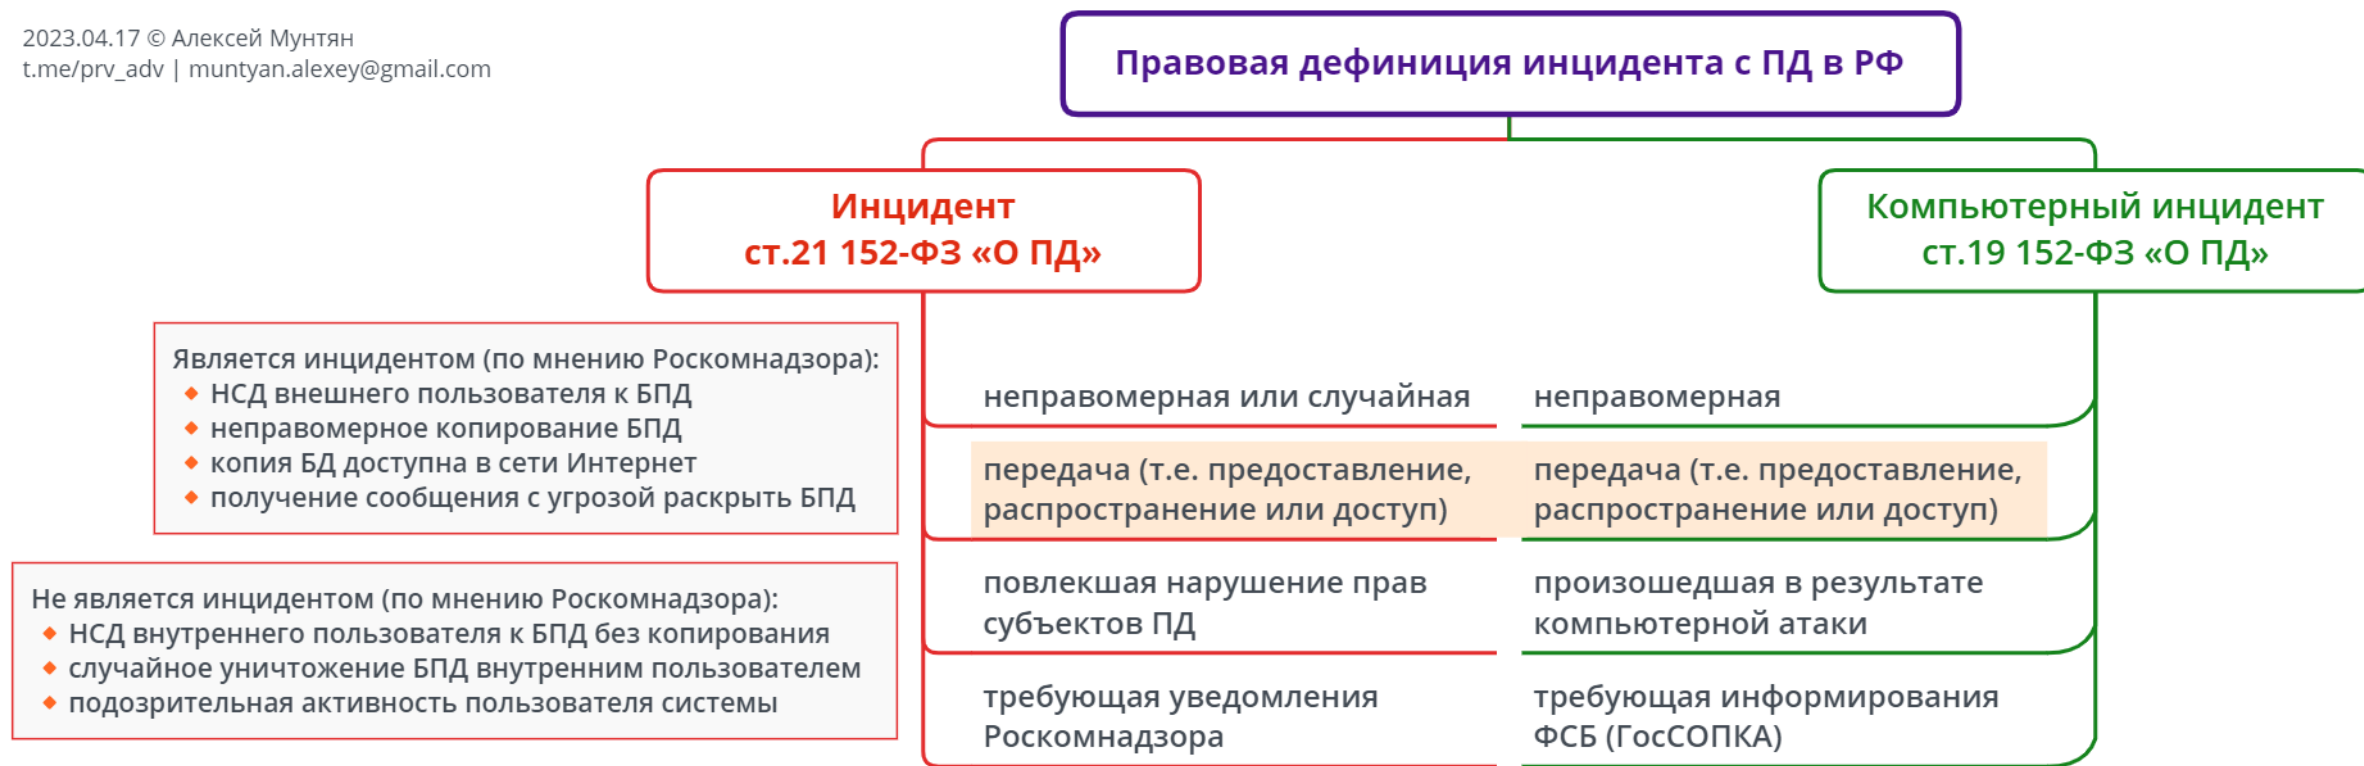 2023.04.17 © Алексей Мунтян
t.me/prv_adv | muntyan.alexey@gmail.com
Правовая дефиниция инцидента с ПД в РФ
Инцидент
ст.21 152-ФЗ «О ПД»
Компьютерный инцидент
ст.19 152-ФЗ «О ПД»
Является инцидентом (по мнению Роскомнадзора):
НСД внешнего пользователя к БПД
неправомерное копирование БПД
копия БД доступна в сети Интернет
получение сообщения с угрозой раскрыть БПД
Не является инцидентом (по мнению Роскомнадзора):
НСД внутреннего пользователя к БПД без копирования
случайное уничтожение БПД внутренним пользователем
подозрительная активность пользователя системы
неправомерная или случайная
передача (т.е. предоставление,
распространение или доступ)
повлекшая нарушение прав
субъектов ПД
требующая уведомления
Роскомнадзора
неправомерная
передача (т.е. предоставление,
распространение или доступ)
произошедшая в результате
компьютерной атаки
требующая информирования
ФСБ (ГосСОПКА)